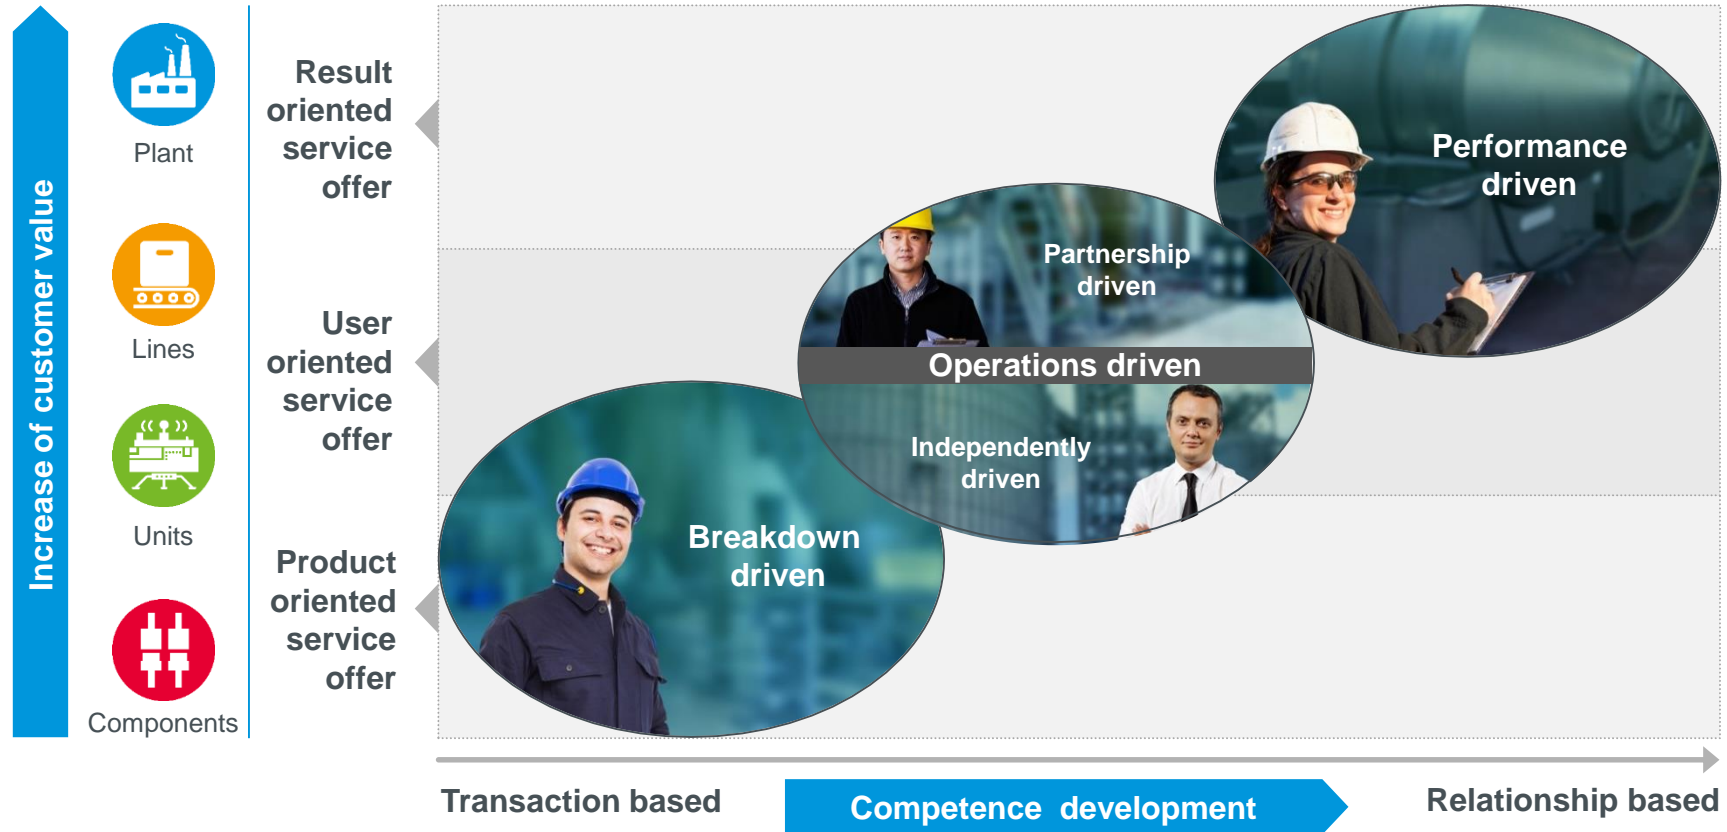 Increase of customer value
Plant
Lines
Units
Components
Result
oriented
service
offer
User
oriented
service
offer
Product
oriented
service
offer
Performance
driven
Partnership
driven
Operations driven
Independently
driven
Breakdown
driven
Transaction based
Competence development
Relationship based